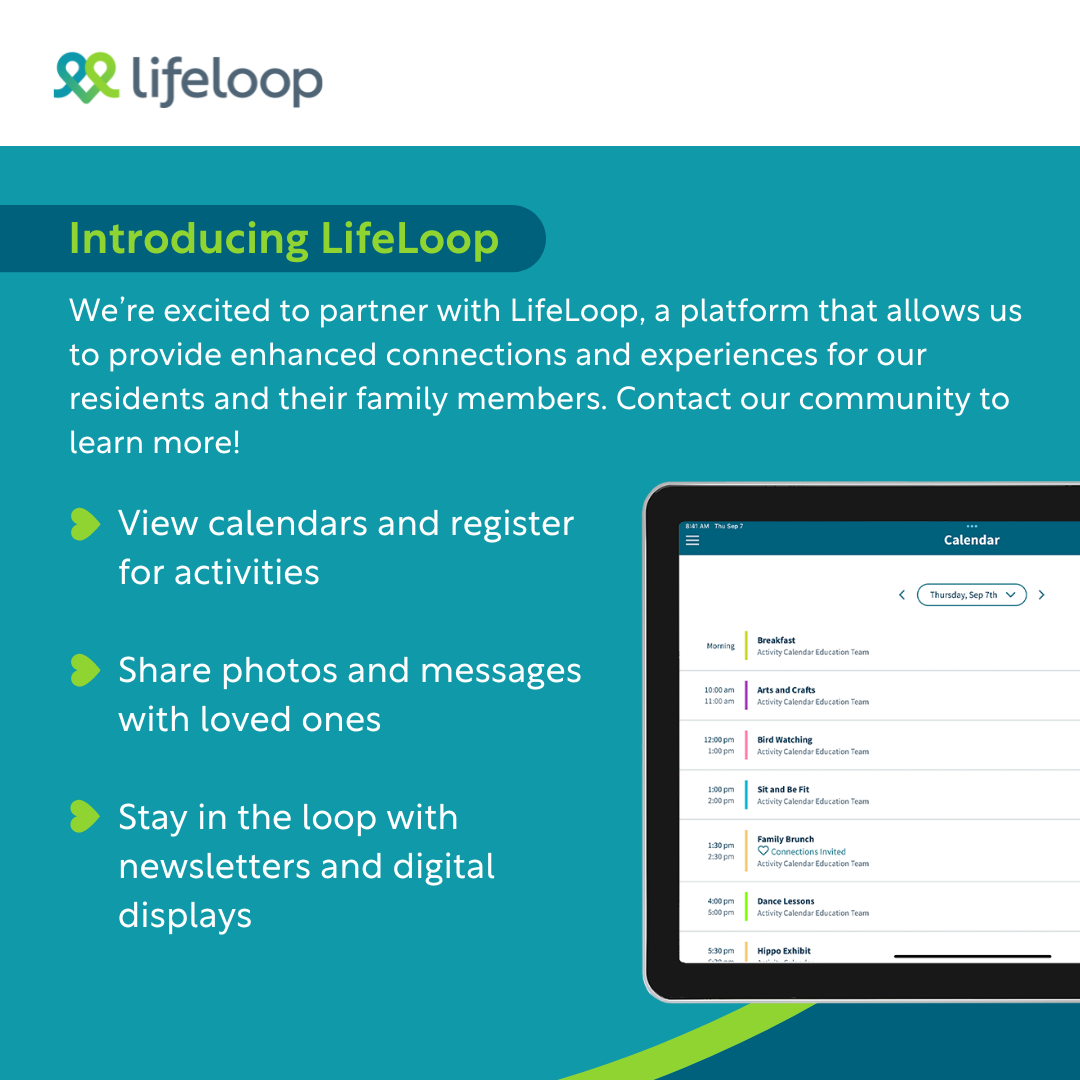 lifeloop
Introducing LifeLoop
We're excited to partner with LifeLoop, a platform that allows us
to provide enhanced connections and experiences for our
residents and their family members. Contact our community to
learn more!
View calendars and register
for activities
Share photos and messages
with loved ones
Stay in the loop with
newsletters and digital
displays
8:41 AM Thu Sep 7
Calendar
Thursday, Sep 7th
Morning
Breakfast
Activity Calendar Education Team
10:00 am
11:00 am
Arts and Crafts
Activity Calendar Education Team
12:00 pm
1:00 pm
Bird Watching
Activity Calendar Education Team
1:00 pm
2:00 pm
Sit and Be Fit
Activity Calendar Education Team
1:30 pm
2:30 pm
Family Brunch
Connections Invited
Activity Calendar Education Team
4:00 pm
5:00 pm
Dance Lessons
Activity Calendar Education Team
5:30 pm
Hippo Exhibit